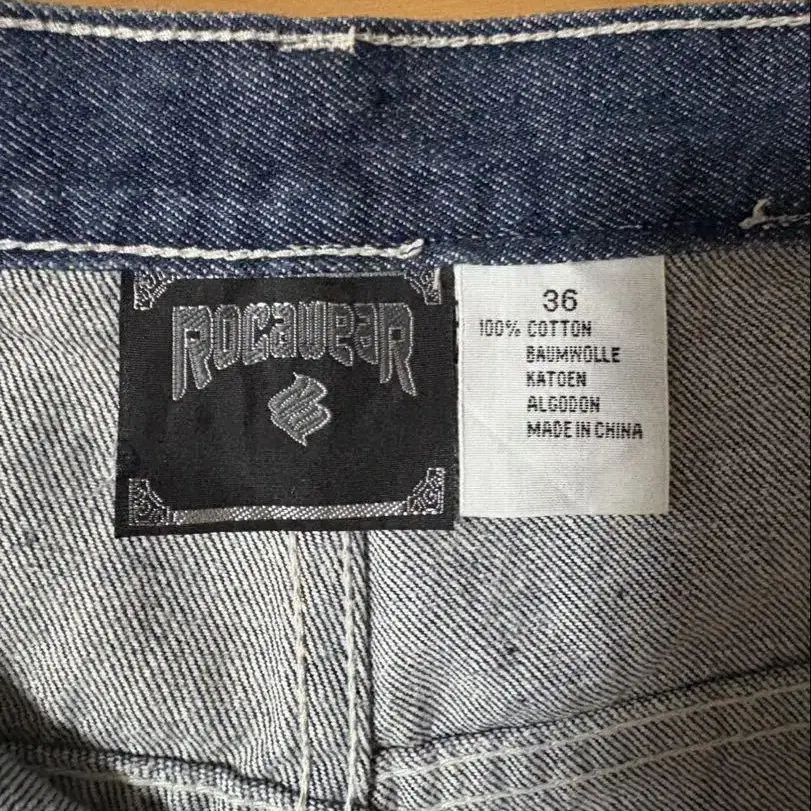 ROCAWEAR
36
100% COTTON
BAUMWOLLE
KATOEN
ALGODON
MADE IN CHINA